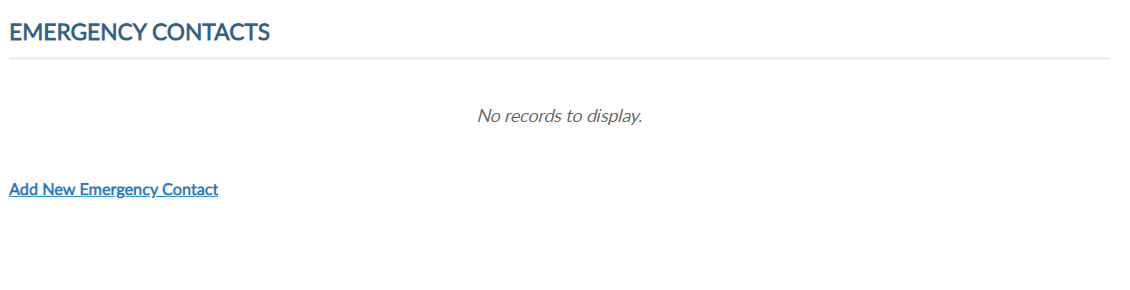 EMERGENCY CONTACTS
No records to display.
Add New Emergency Contact